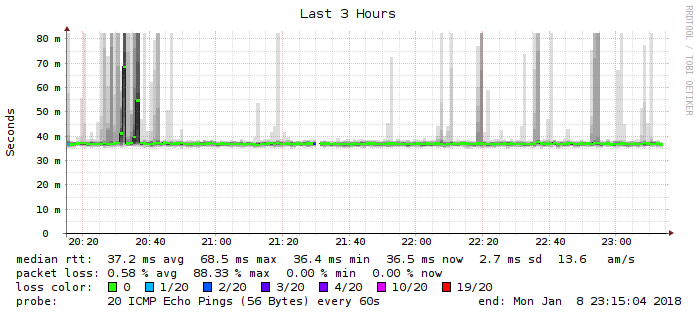 Last 3 Hours
RRDTOOL / TOBI OETIKER
Seconds
80 m
70 m
60 m
50 m
40 m
30 m
20 m
10 m
0
20:20 20:40 21:00 21:20 21:40 22:00 22:20 22:40 23:00
median rtt: 37.2 ms avg 68.5 ms max 36.4 ms min 36.5 ms now 2.7 ms sd 13.6 am/s
packet loss: 0.58 % avg 88.33 % max 0.00 % min 0.00 % now
loss color: 0 1/20 2/20 3/20 4/20 10/20 19/20
probe: 20 ICMP Echo Pings (56 Bytes) every 60s end: Mon Jan 8 23:15:04 2018